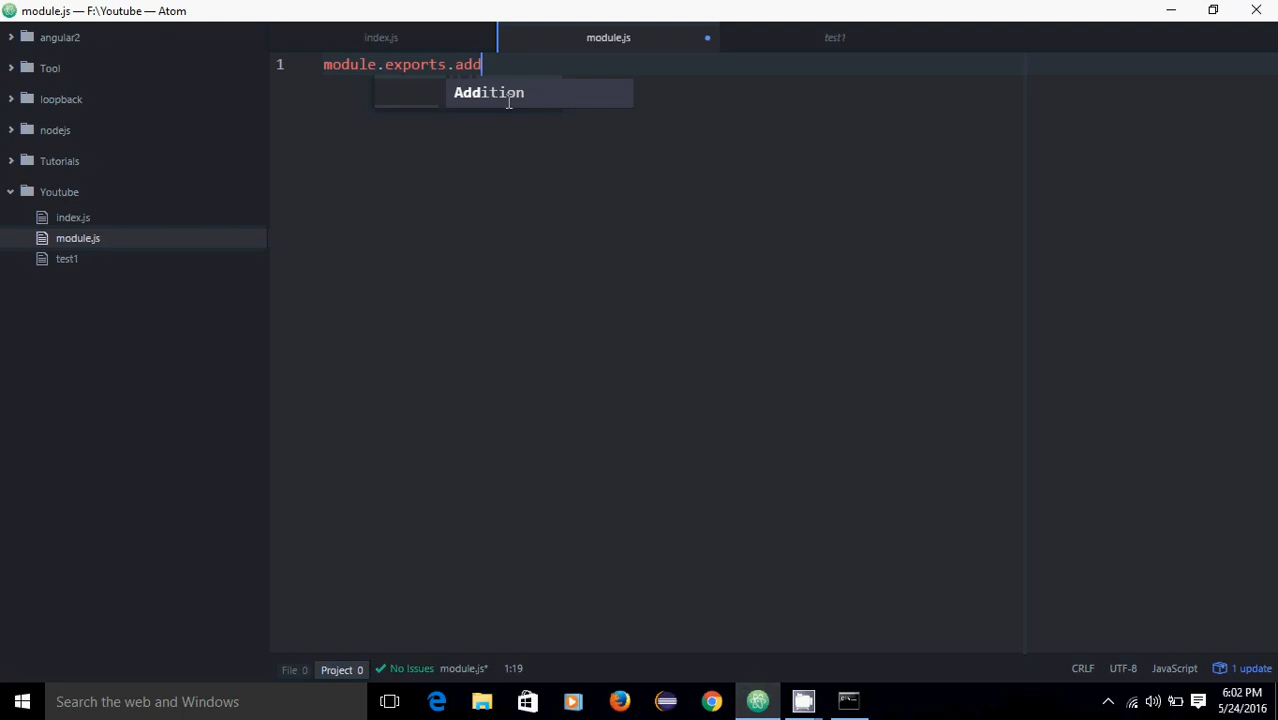 module.js — F:\Youtube — Atom
angular2
Tool
loopback
nodejs
Tutorials
Youtube
index.js
module.js
test1
index.js
module.js
test1
1 module.exports.add
Addition
File 0
Project 0
No Issues
module.js*
1:19
CRLF
UTF-8
JavaScript
1 update
Search the web and Windows
6:02 PM
5/24/2016